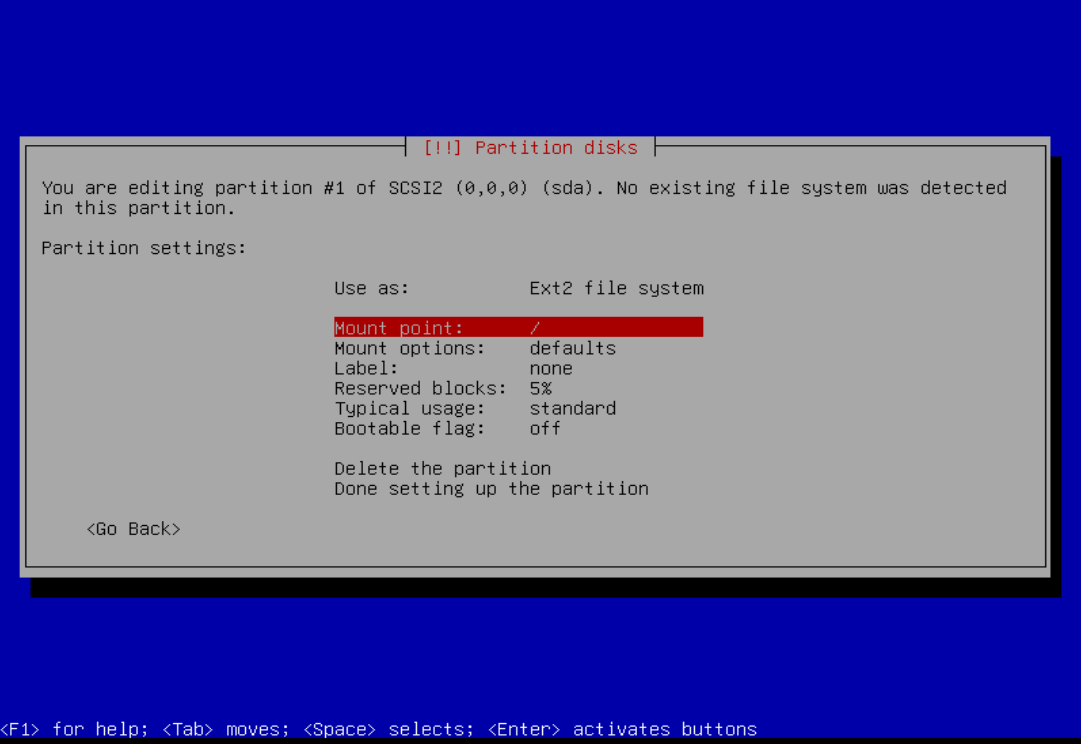 [!!] Partition disks
You are editing partition #1 of SCSI2 (0,0,0) (sda). No existing file system was detected
in this partition.
Partition settings:
Use as: Ext2 file system
Mount point: /
Mount options: defaults
Label: none
Reserved blocks: 5%
Typical usage: standard
Bootable flag: off
Delete the partition
Done setting up the partition
<Go Back>
<F1> for help; <Tab> moves; <Space> selects; <Enter> activates buttons